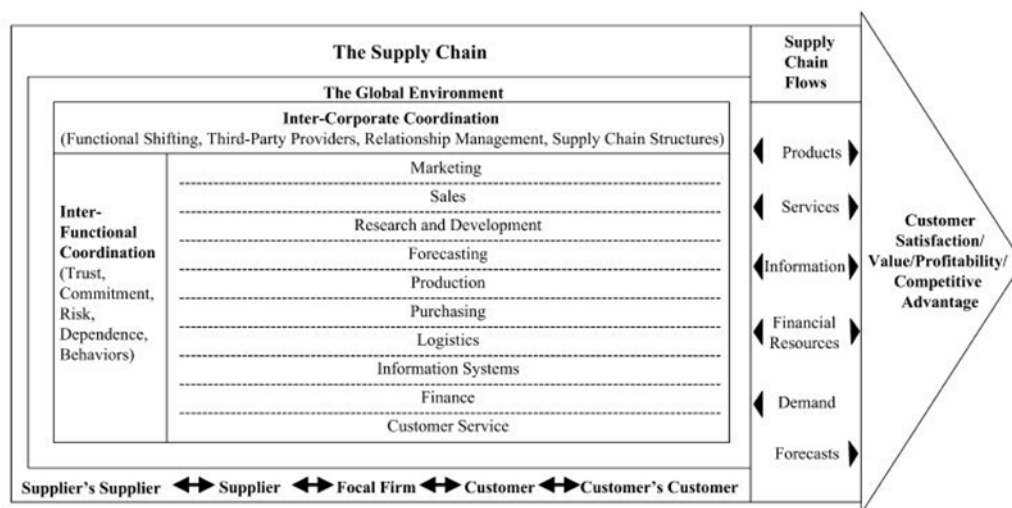 The Supply Chain
Supply
Chain
Flows
The Global Environment
Inter-Corporate Coordination
(Functional Shifting, Third-Party Providers, Relationship Management, Supply Chain Structures)
Inter-
Functional
Coordination
(Trust,
Commitment,
Risk,
Dependence,
Behaviors)
Marketing
Sales
Research and Development
Forecasting
Production
Purchasing
Logistics
Information Systems
Finance
Customer Service
Products
Services
Information
Financial
Resources
Demand
Forecasts
Customer
Satisfaction/
Value/Profitability/
Competitive
Advantage
Supplier's Supplier
Supplier
Focal Firm
Customer
Customer's Customer